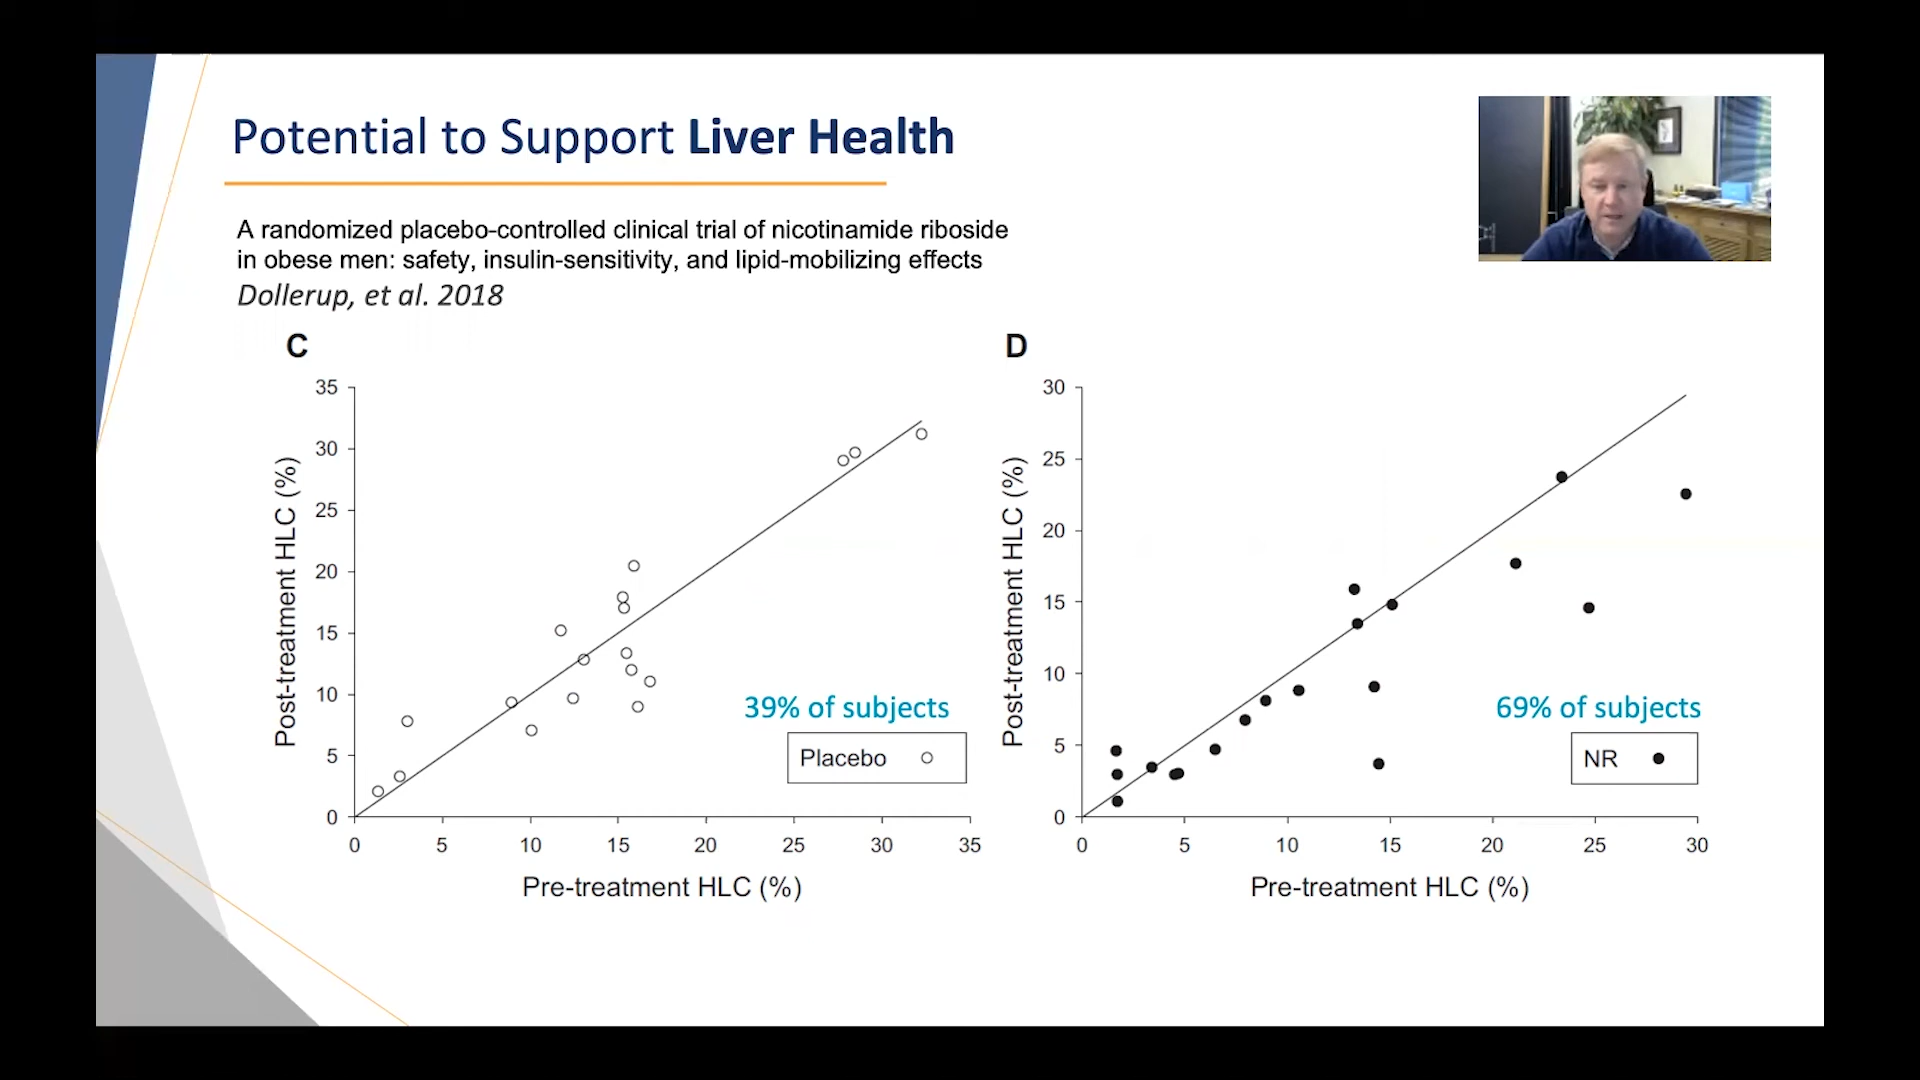 Potential to Support Liver Health
A randomized placebo-controlled clinical trial of nicotinamide riboside
in obese men: safety, insulin-sensitivity, and lipid-mobilizing effects
Dollerup, et al. 2018
C
35
30
25
20
15
10
5
0
Post-treatment HLC (%)
39% of subjects
Placebo
0 5 10 15 20 25 30 35
Pre-treatment HLC (%)
D
30
25
20
15
10
5
0
Post-treatment HLC (%)
69% of subjects
NR
0 5 10 15 20 25 30
Pre-treatment HLC (%)